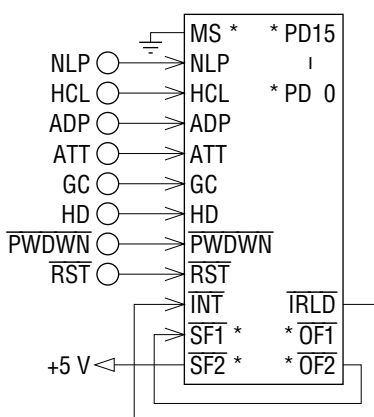 MS * * PD15
NLP NLP ı
HCL HCL * PD 0
ADP ADP
ATT ATT
GC GC
HD HD
PWDWN PWDWN
RST RST
INT IRLD
SF1 * * OF1
+5 V SF2 * * OF2